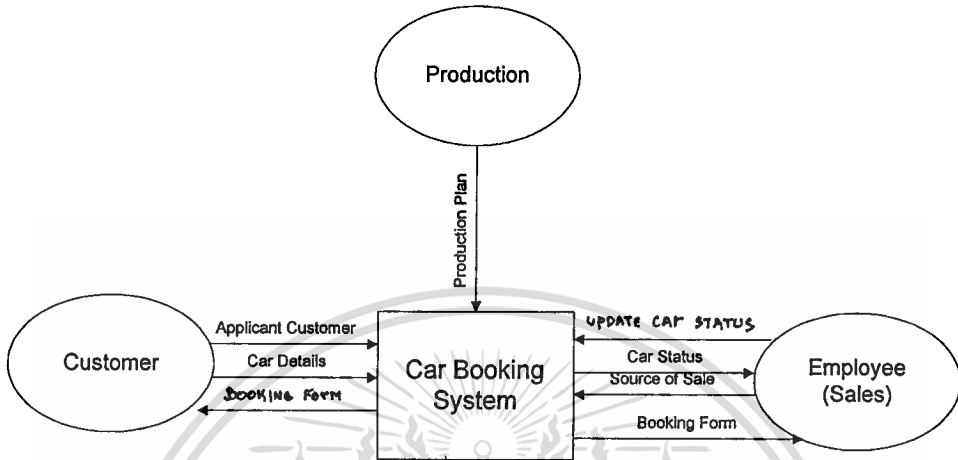 Production
Production Plan
Applicant Customer
Car Details
BOOKING FORM
Customer
Car Booking
System
UPDATE CAR STATUS
Car Status
Source of Sale
Booking Form
Employee
(Sales)